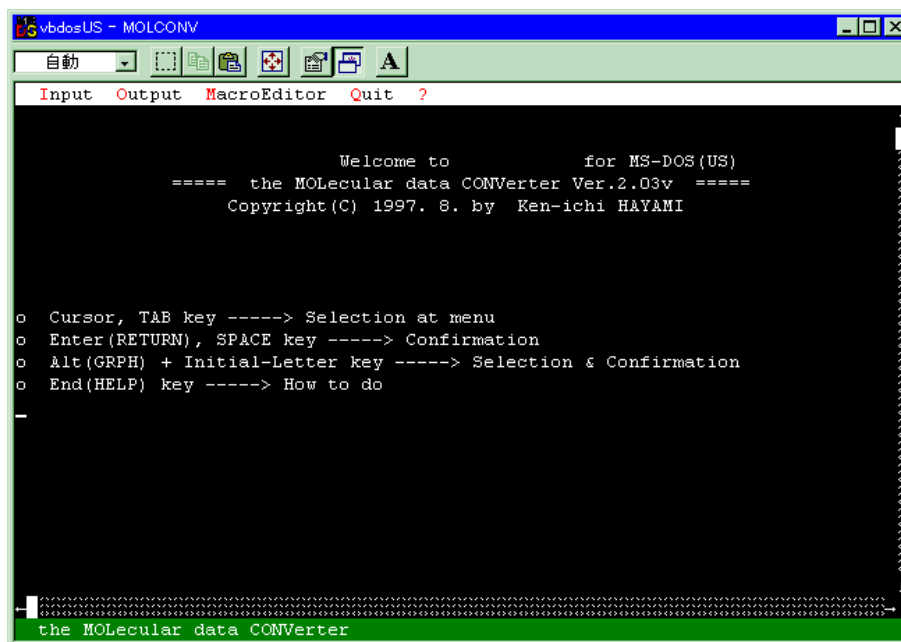 vbdosUS - MOLCONV
自動 A
Input Output MacroEditor Quit ?
Welcome to for MS-DOS(US)
===== the MOLecular data CONVerter Ver.2.03v =====
Copyright(C) 1997. 8. by Ken-ichi HAYAMI
o Cursor, TAB key -----> Selection at menu
o Enter(RETURN), SPACE key -----> Confirmation
o Alt(GRPH) + Initial-Letter key -----> Selection & Confirmation
o End(HELP) key -----> How to do
the MOLecular data CONVerter